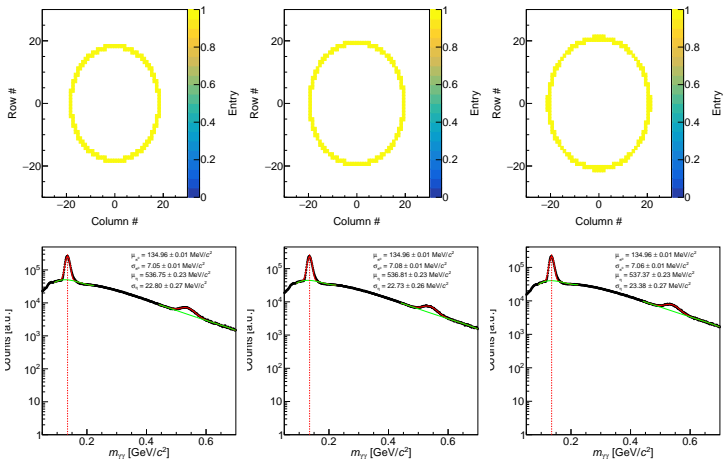 Row #
20
0
−20
−20
0
20
Column #
1
0.8
0.6
0.4
0.2
0
Entry
Row #
20
0
−20
−20
0
20
Column #
1
0.8
0.6
0.4
0.2
0
Entry
Row #
20
0
−20
−20
0
20
Column #
1
0.8
0.6
0.4
0.2
0
Entry
Counts [a.u.]
10⁵
10⁴
10³
10²
10
1
μπ⁰ = 134.96 ± 0.01 MeV/c²
σπ⁰ = 7.05 ± 0.01 MeV/c²
μη = 536.75 ± 0.23 MeV/c²
ση = 22.80 ± 0.27 MeV/c²
0.2
0.4
0.6
mγγ [GeV/c²]
Counts [a.u.]
10⁵
10⁴
10³
10²
10
1
μπ⁰ = 134.96 ± 0.01 MeV/c²
σπ⁰ = 7.08 ± 0.01 MeV/c²
μη = 536.81 ± 0.23 MeV/c²
ση = 22.73 ± 0.26 MeV/c²
0.2
0.4
0.6
mγγ [GeV/c²]
Counts [a.u.]
10⁵
10⁴
10³
10²
10
1
μπ⁰ = 134.96 ± 0.01 MeV/c²
σπ⁰ = 7.06 ± 0.01 MeV/c²
μη = 537.37 ± 0.23 MeV/c²
ση = 23.38 ± 0.27 MeV/c²
0.2
0.4
0.6
mγγ [GeV/c²]